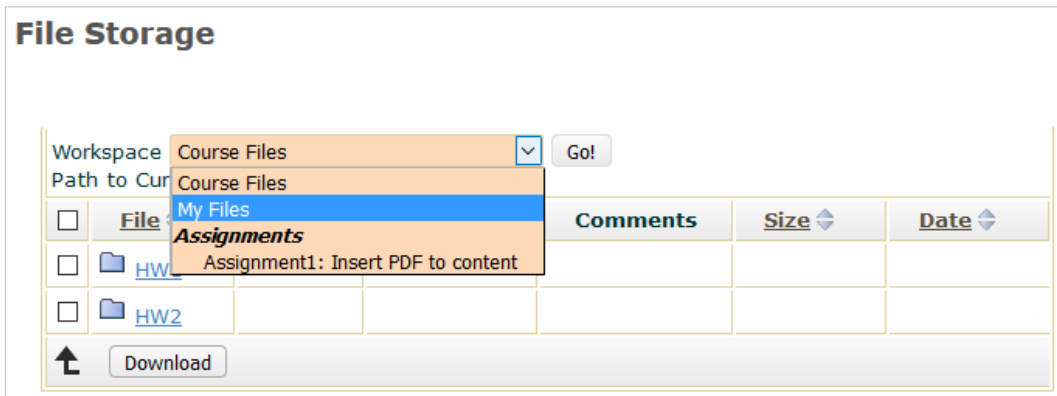 File Storage
Workspace Course Files Go!
Path to Cur
Course Files
My Files
Assignments
Assignment1: Insert PDF to content
File Comments Size Date
HW2
Download